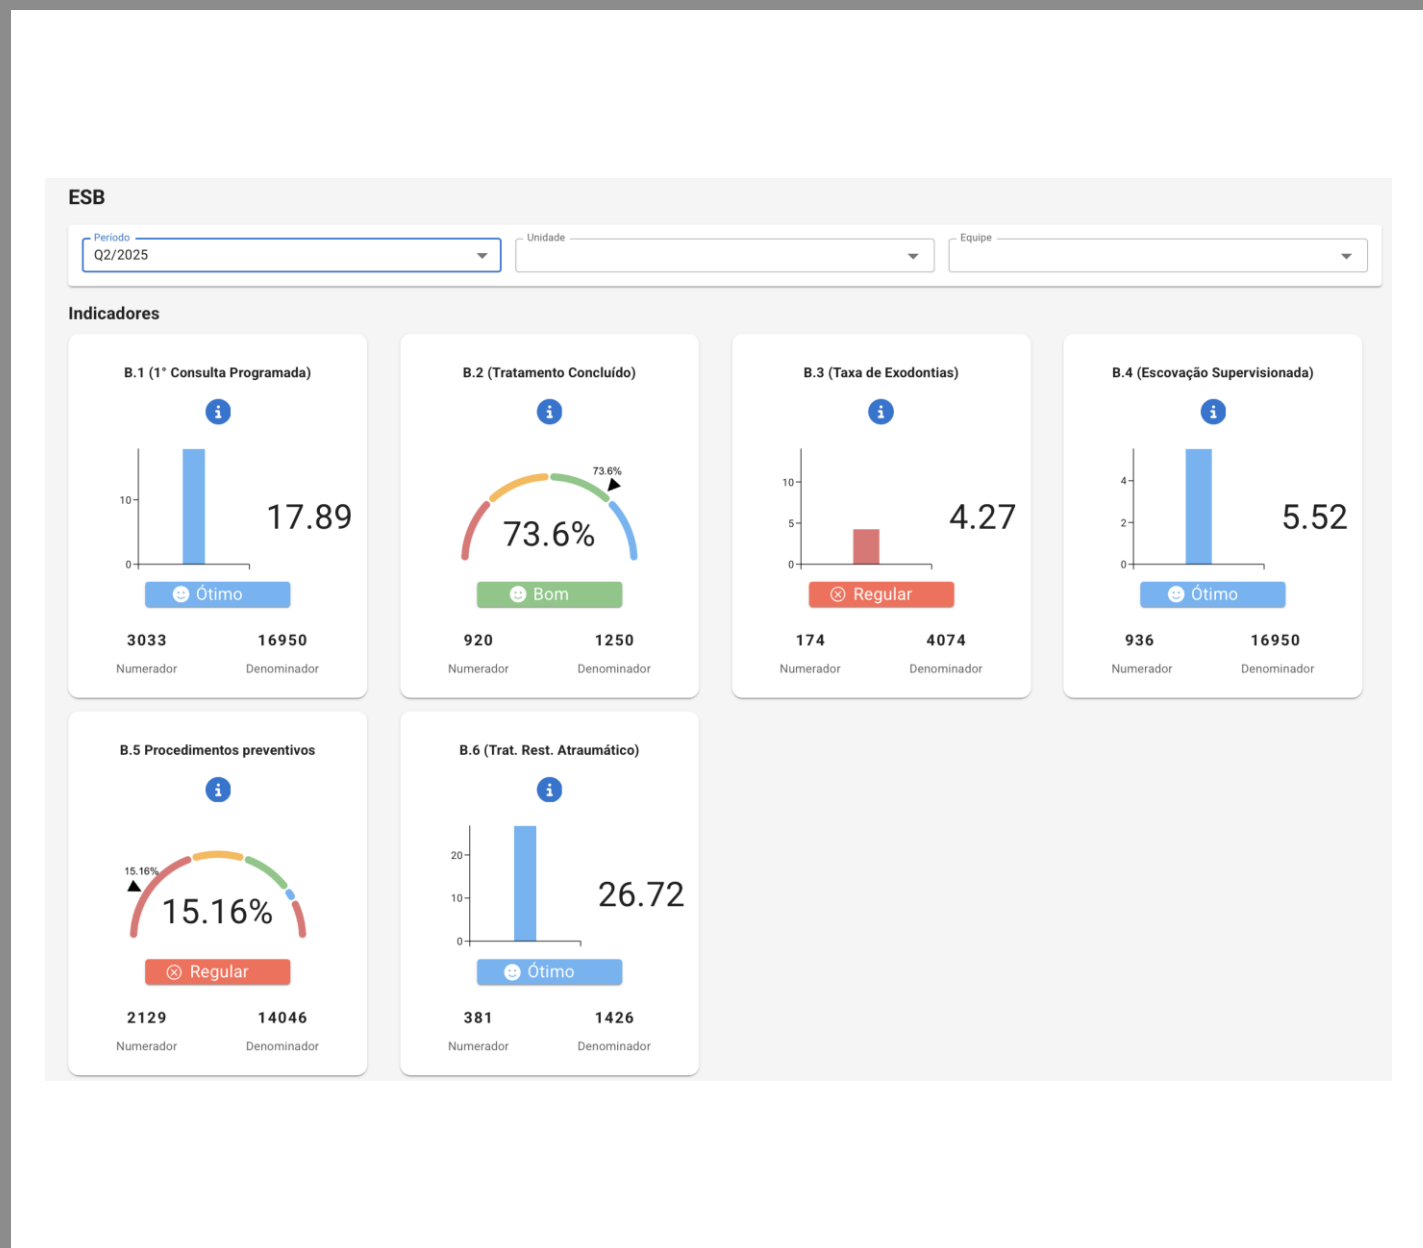 ESB
Período
Q2/2025
Unidade
Equipe
Indicadores
B.1 (1° Consulta Programada)
10
0
17.89
Ótimo
3033 16950
Numerador Denominador
B.2 (Tratamento Concluído)
73.6%
73.6%
Bom
920 1250
Numerador Denominador
B.3 (Taxa de Exodontias)
10
5
0
4.27
Regular
174 4074
Numerador Denominador
B.4 (Escovação Supervisionada)
4
2
0
5.52
Ótimo
936 16950
Numerador Denominador
B.5 Procedimentos preventivos
15.16%
15.16%
Regular
2129 14046
Numerador Denominador
B.6 (Trat. Rest. Atraumático)
20
10
0
26.72
Ótimo
381 1426
Numerador Denominador